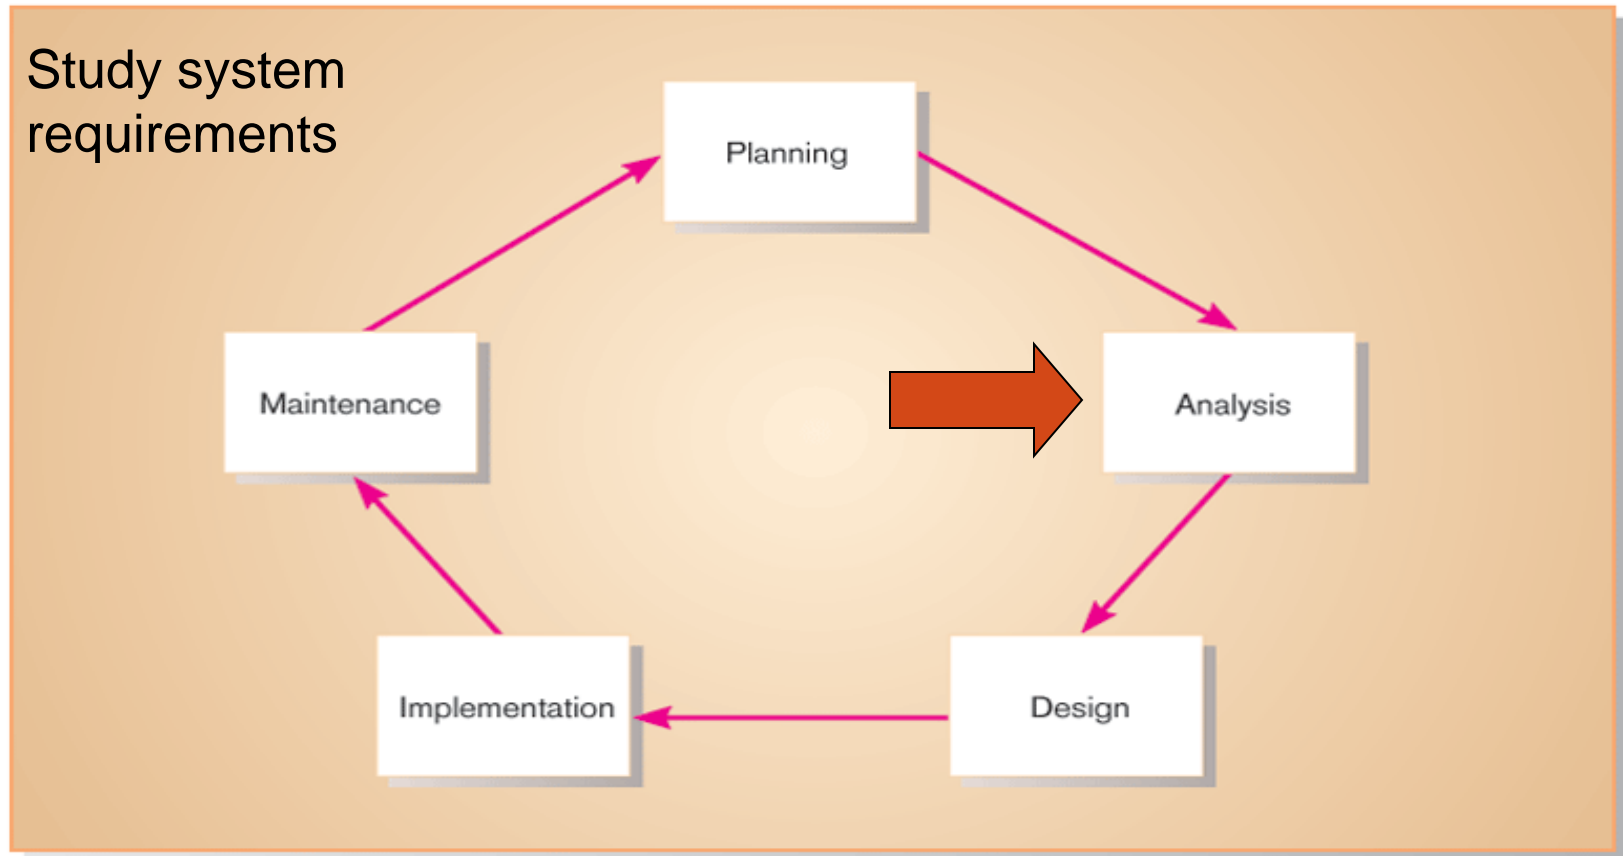 Study system
requirements
Planning
Maintenance
Analysis
Implementation
Design